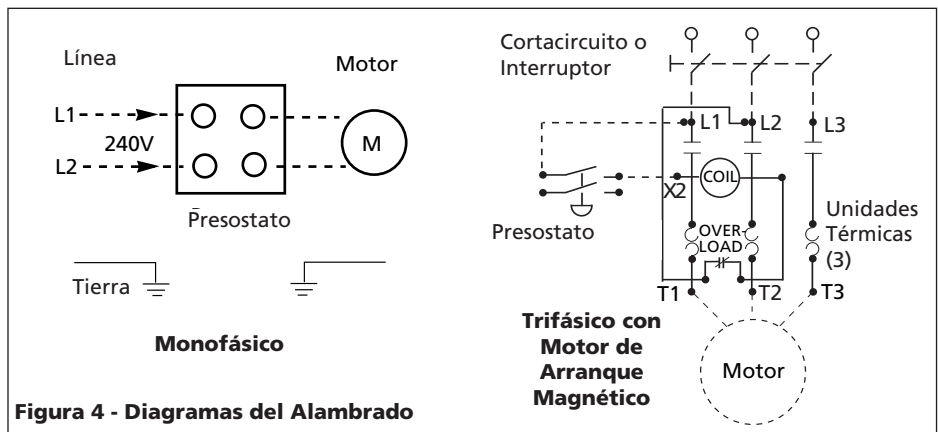 Línea
Motor
L1
240V
L2
M
Presostato
Tierra
Monofásico
Figura 4 - Diagramas del Alambrado
Cortacircuito o
Interruptor
L1
L2
L3
COIL
X2
Presostato
OVER-
LOAD
Unidades
Térmicas
(3)
T1
T2
T3
Trifásico con
Motor de
Arranque
Magnético
Motor